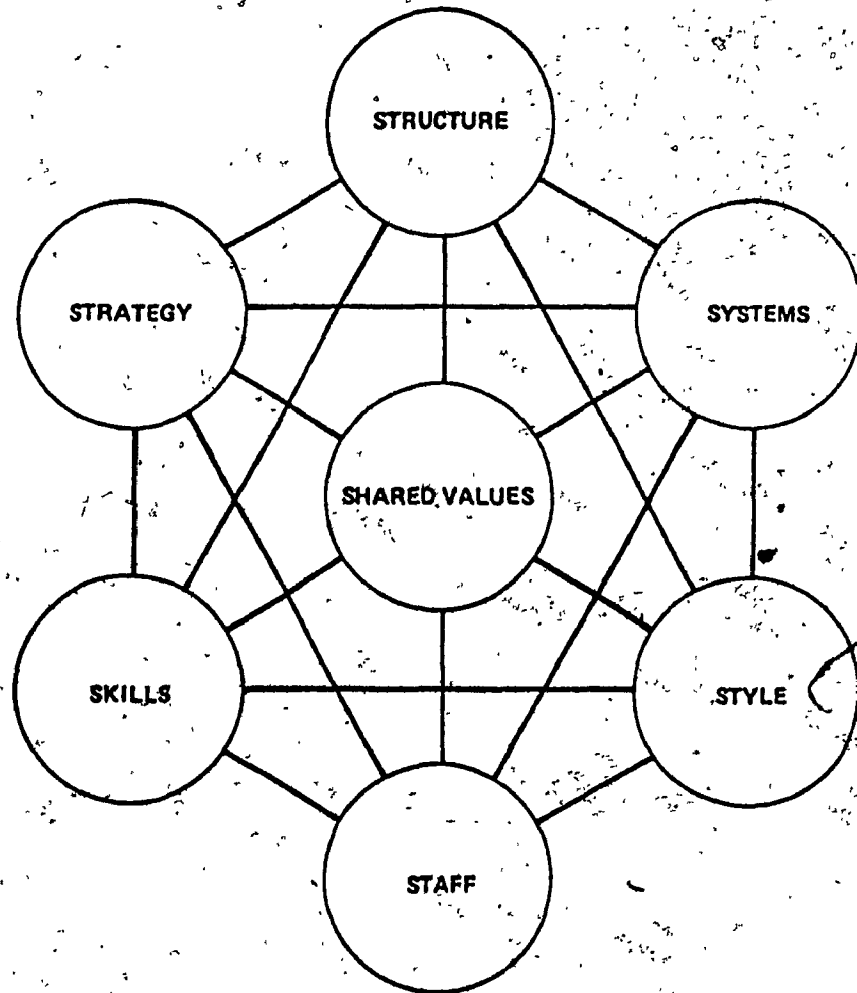 STRUCTURE
STRATEGY
SYSTEMS
SHARED VALUES
SKILLS
STYLE
STAFF